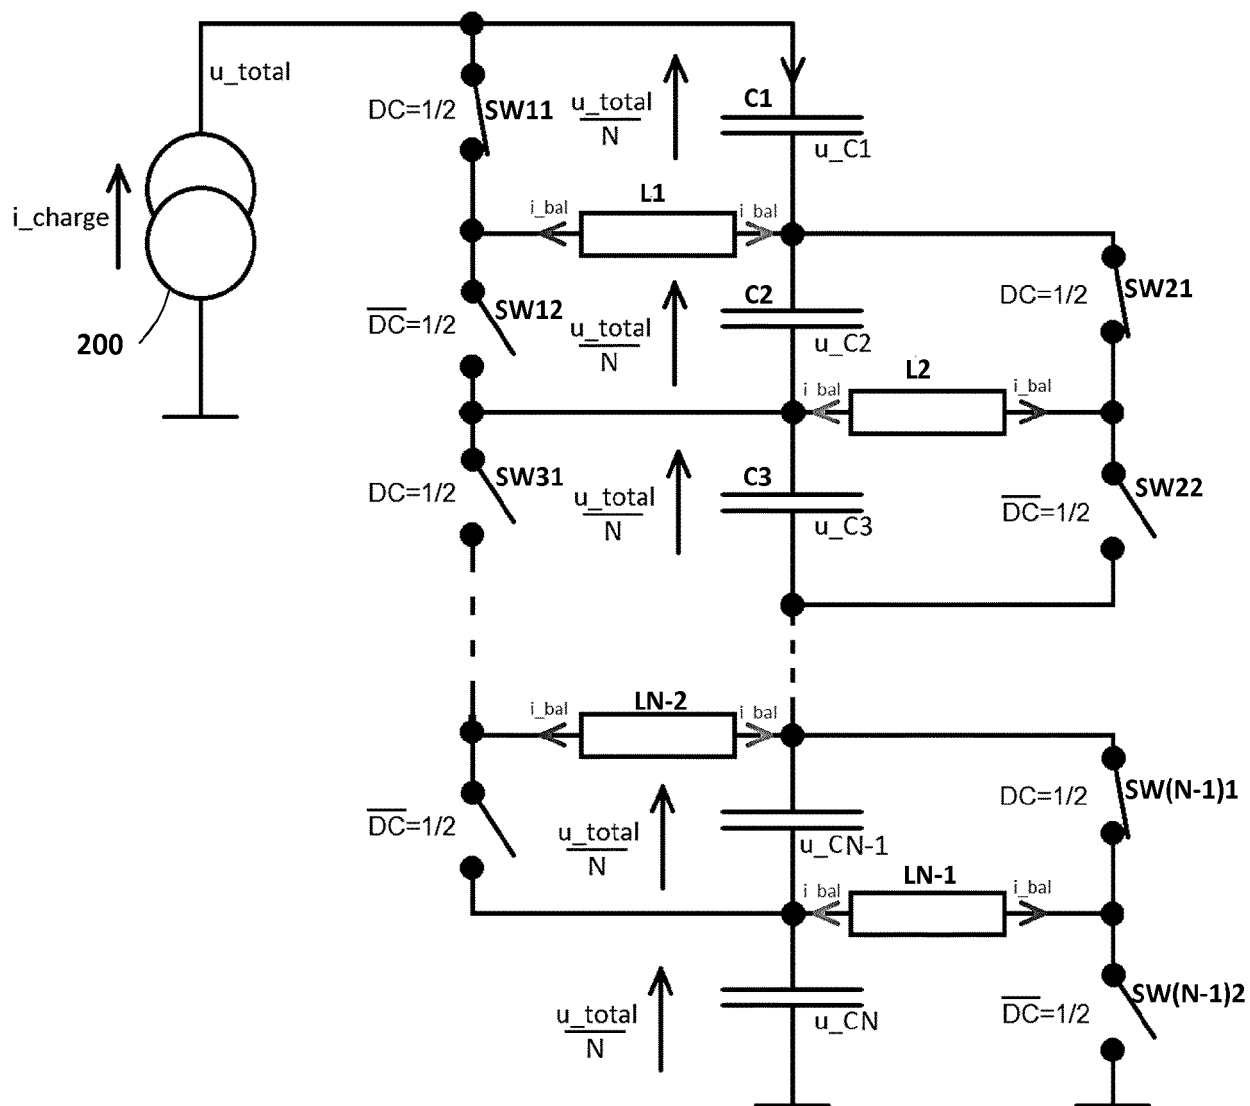 u_total
DC=1/2
SW11
u_total
N
C1
u_C1
i_charge
i_bal
L1
i_bal
200
DC=1/2
SW12
u_total
N
C2
u_C2
DC=1/2
SW21
i_bal
L2
i_bal
DC=1/2
SW31
u_total
N
C3
u_C3
DC=1/2
SW22
i_bal
LN-2
i_bal
DC=1/2
u_total
N
u_CN-1
DC=1/2
SW(N-1)1
i_bal
LN-1
i_bal
u_total
N
u_CN
DC=1/2
SW(N-1)2